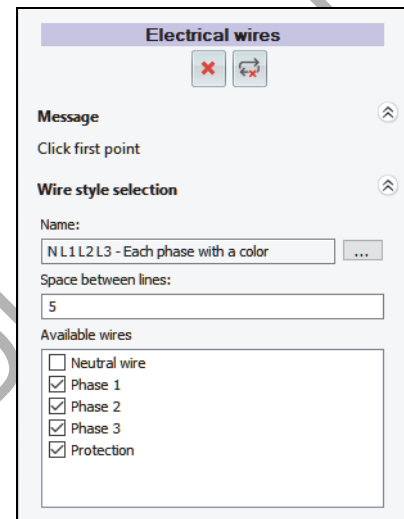 Electrical wires
Message
Click first point
Wire style selection
Name:
N L1 L2 L3 - Each phase with a color
...
Space between lines:
5
Available wires
Neutral wire
Phase 1
Phase 2
Phase 3
Protection